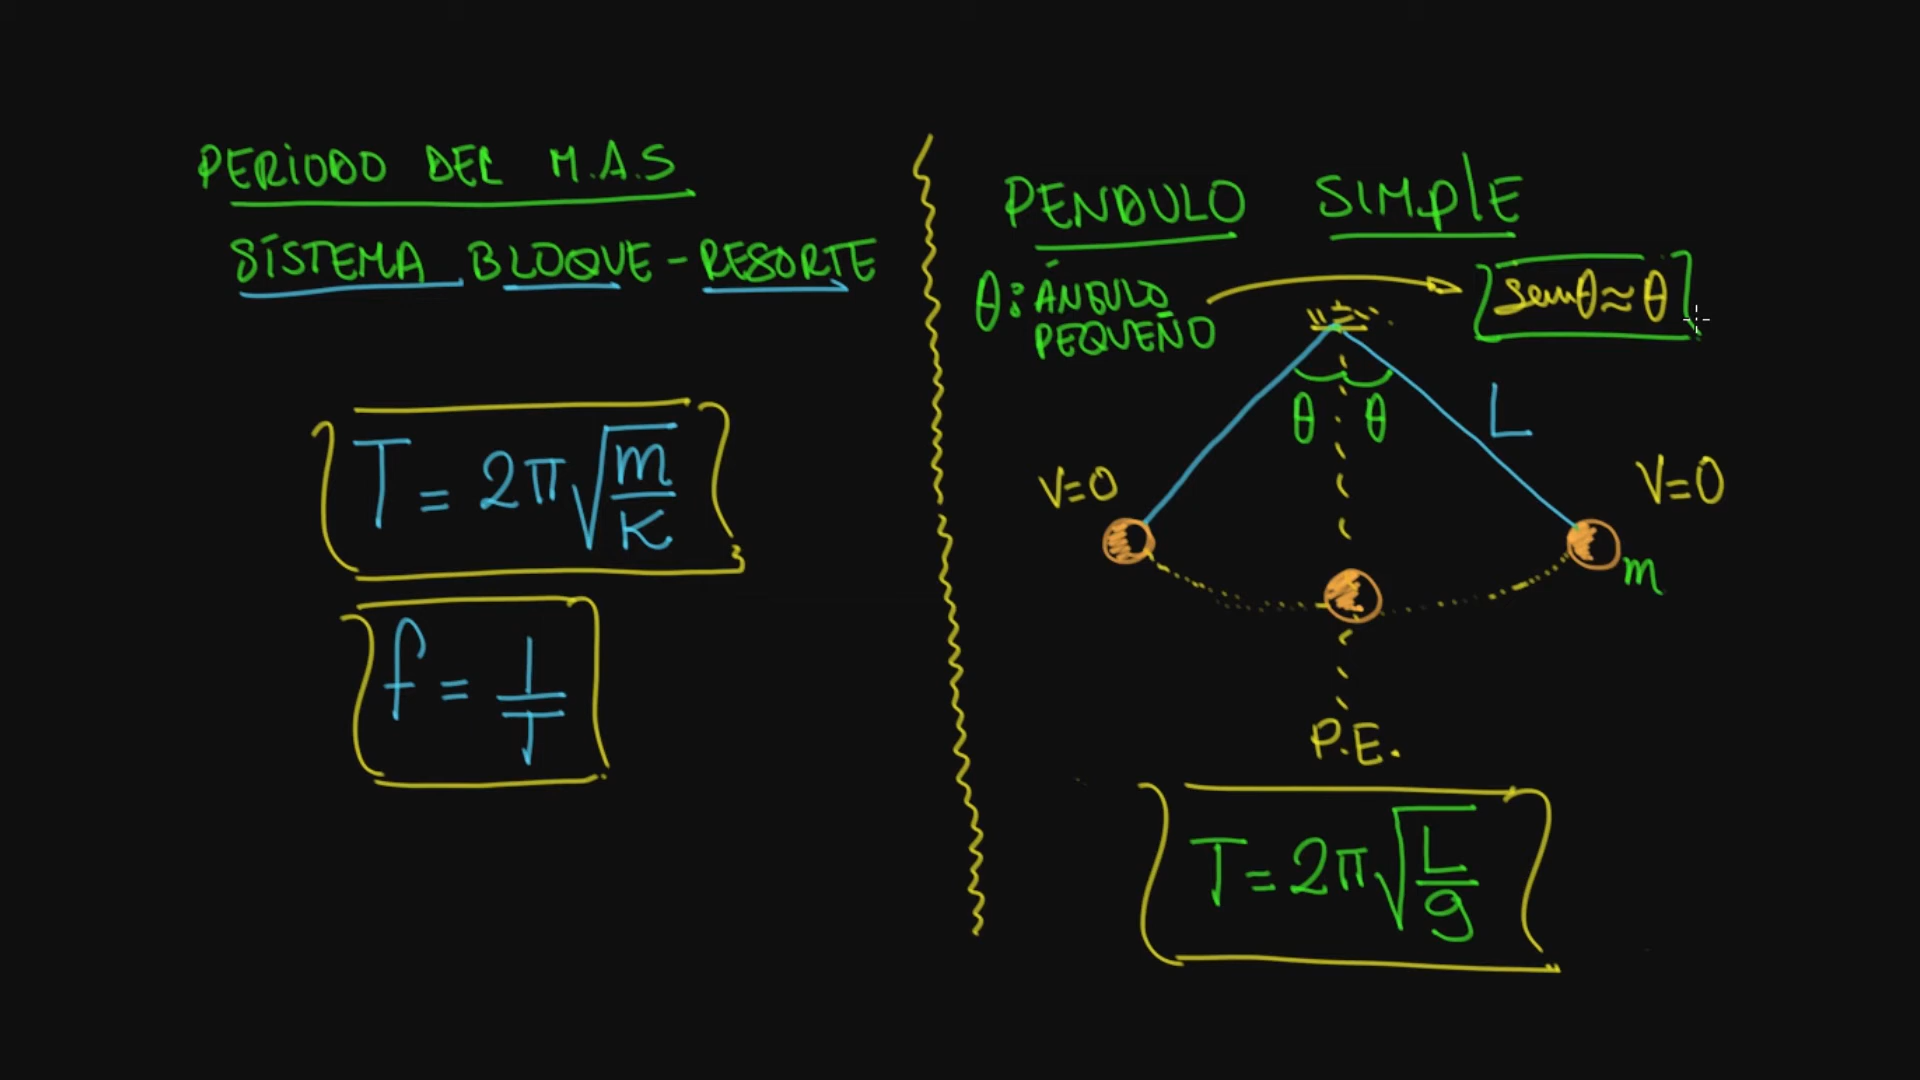 PERIODO DEL M.A.S
SISTEMA BLOQUE-RESORTE
T = 2π√(m/K)
f = 1/T
PENDULO SIMPLE
θ: ÁNGULO
PEQUEÑO
senθ≈θ
θ θ
L
V=0
V=0
m
P.E.
T=2π√(L/g)